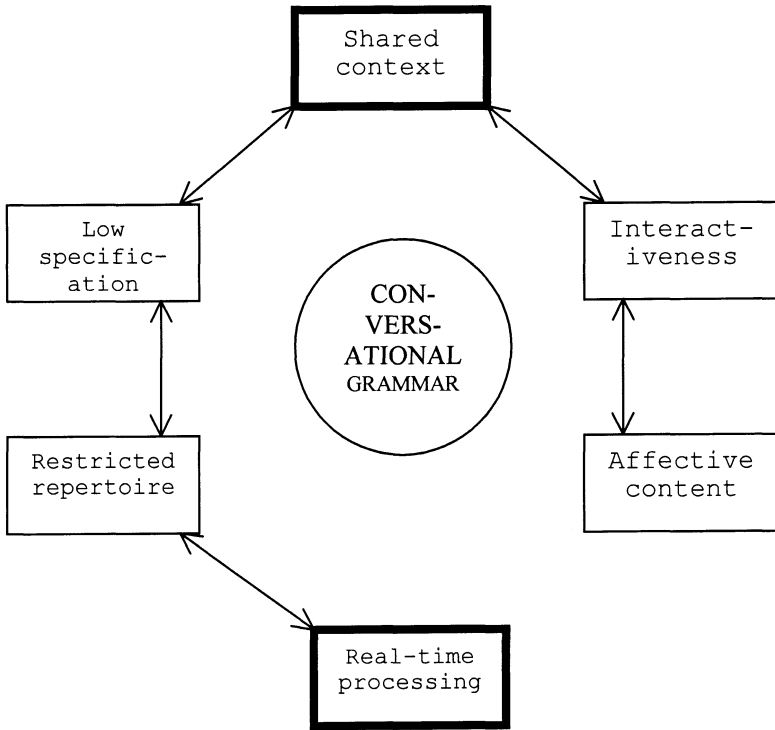 Shared
context
Low
specific-
ation
Interact-
iveness
CON-
VERS-
ATIONAL
GRAMMAR
Restricted
repertoire
Affective
content
Real-time
processing